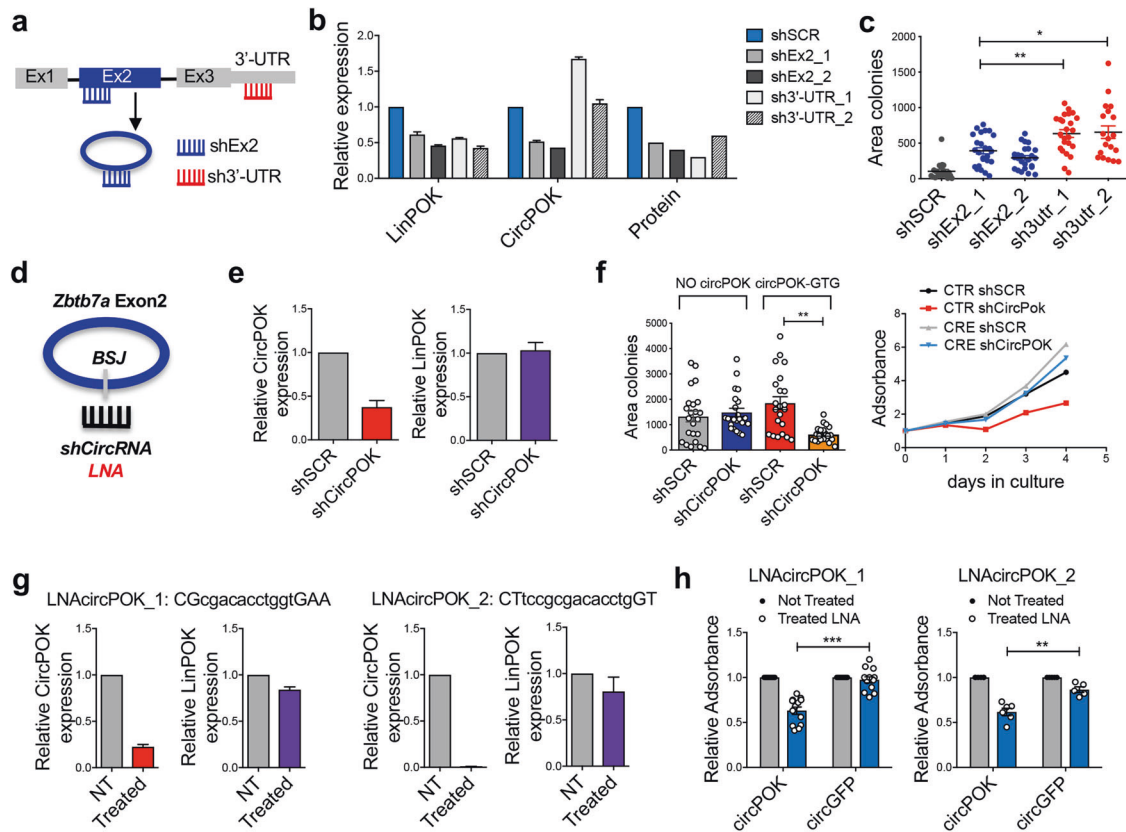 a
Ex1
Ex2
Ex3
3'-UTR
shEx2
sh3'-UTR
b
Relative expression
2.0
1.5
1.0
0.5
0.0
LinPOK
CircPOK
Protein
shSCR
shEx2_1
shEx2_2
sh3'-UTR_1
sh3'-UTR_2
c
Area colonies
2000
1500
1000
500
0
*
**
shSCR
shEx2_1
shEx2_2
sh3utr_1
sh3utr_2
d
Zbtb7a Exon2
BSJ
shCircRNA
LNA
e
Relative CircPOK
expression
1.5
1.0
0.5
0.0
shSCR
shCircPOK
Relative LinPOK
expression
1.5
1.0
0.5
0.0
shSCR
shCircPOK
f
NO circPOK
circPOK-GTG
**
Area colonies
5000
4000
3000
2000
1000
0
shSCR
shCircPOK
shSCR
shCircPOK
CTR shSCR
CTR shCircPok
CRE shSCR
CRE shCircPOK
Adsorbance
8
6
4
2
0
0
1
2
3
4
5
days in culture
g
LNAcircPOK_1: CGcgacacctggtGAA
Relative CircPOK
expression
1.5
1.0
0.5
0.0
NT
Treated
Relative LinPOK
expression
1.5
1.0
0.5
0.0
NT
Treated
LNAcircPOK_2: CTtccgcgacacctgGT
Relative CircPOK
expression
1.5
1.0
0.5
0.0
NT
Treated
Relative LinPOK
expression
1.5
1.0
0.5
0.0
NT
Treated
h
LNAcircPOK_1
Not Treated
Treated LNA
Relative Adsorbance
1.5
1.0
0.5
0.0
***
circPOK
circGFP
LNAcircPOK_2
Not Treated
Treated LNA
Relative Adsorbance
1.5
1.0
0.5
0.0
**
circPOK
circGFP